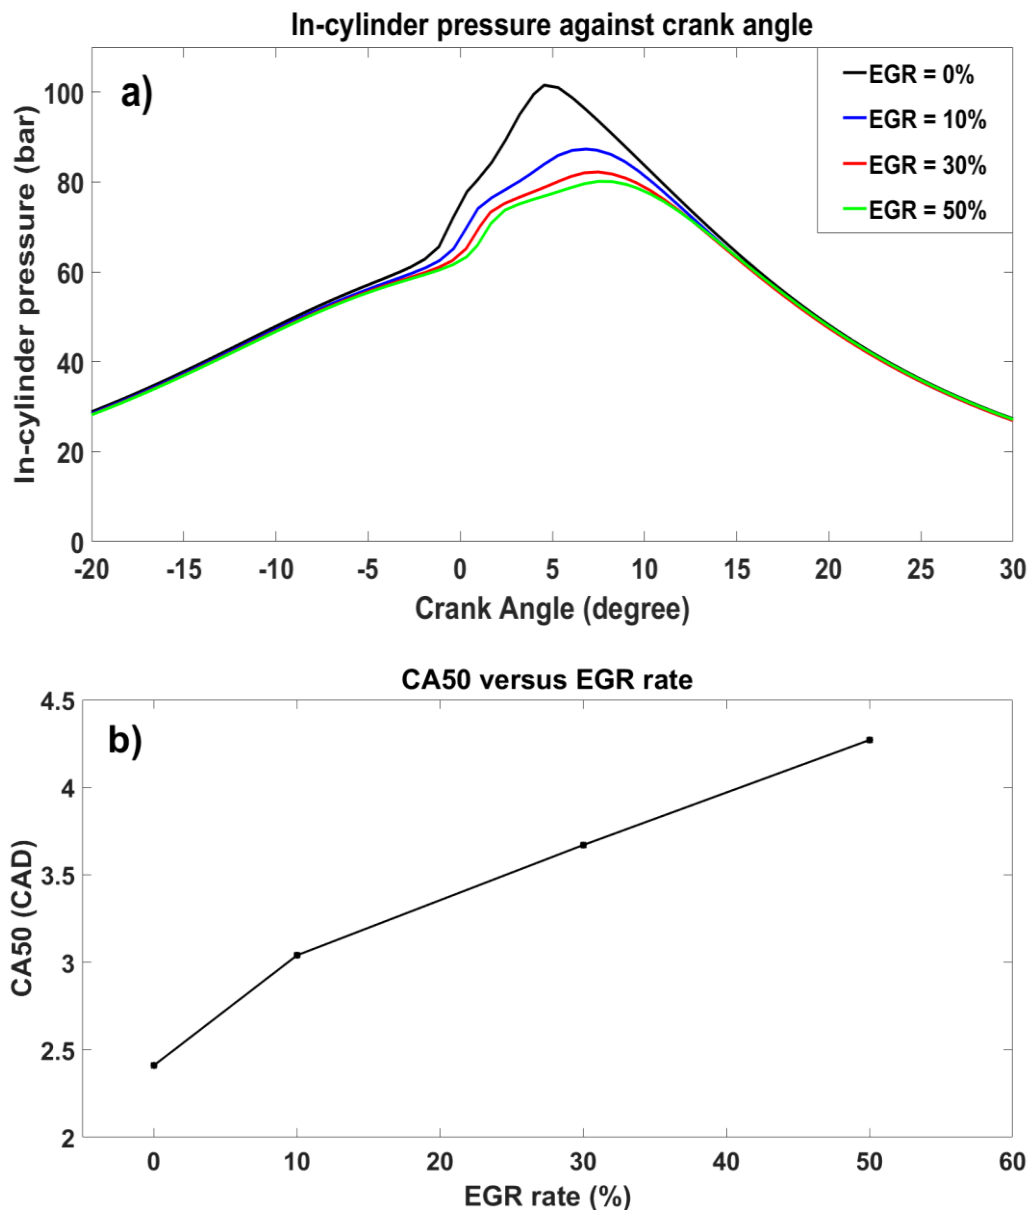 In-cylinder pressure against crank angle
a)
EGR = 0%
EGR = 10%
EGR = 30%
EGR = 50%
In-cylinder pressure (bar)
100
80
60
40
20
0
-20 -15 -10 -5 0 5 10 15 20 25 30
Crank Angle (degree)
CA50 versus EGR rate
b)
CA50 (CAD)
4.5
4
3.5
3
2.5
2
0 10 20 30 40 50 60
EGR rate (%)